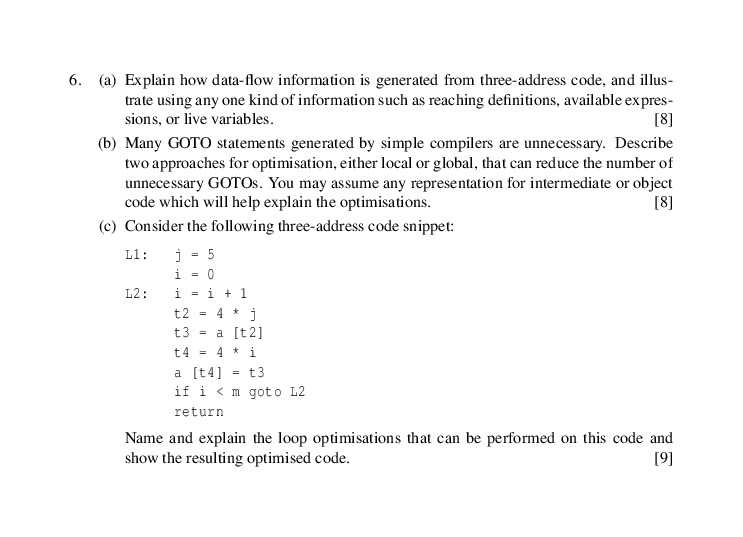 6. (a) Explain how data-flow information is generated from three-address code, and illus-
trate using any one kind of information such as reaching definitions, available expres-
sions, or live variables. [8]
(b) Many GOTO statements generated by simple compilers are unnecessary. Describe
two approaches for optimisation, either local or global, that can reduce the number of
unnecessary GOTOs. You may assume any representation for intermediate or object
code which will help explain the optimisations. [8]
(c) Consider the following three-address code snippet:
L1: j = 5
i = 0
L2: i = i + 1
t2 = 4 * j
t3 = a [t2]
t4 = 4 * i
a [t4] = t3
if i < m goto L2
return
Name and explain the loop optimisations that can be performed on this code and
show the resulting optimised code. [9]